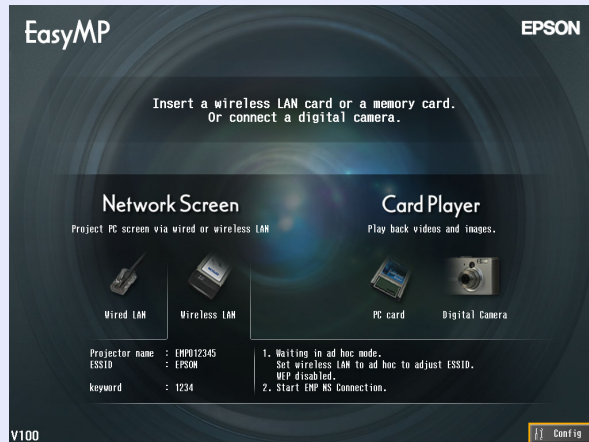 EasyMP
EPSON
Insert a wireless LAN card or a memory card.
Or connect a digital camera.
Network Screen
Project PC screen via wired or wireless LAN
Wired LAN
Wireless LAN
Card Player
Play back videos and images.
PC card
Digital Camera
Projector name : EMP012345
ESSID : EPSON
keyword : 1234
1. Waiting in ad hoc mode.
Set wireless LAN to ad hoc to adjust ESSID.
WEP disabled.
2. Start EMP NS Connection.
V100
Config